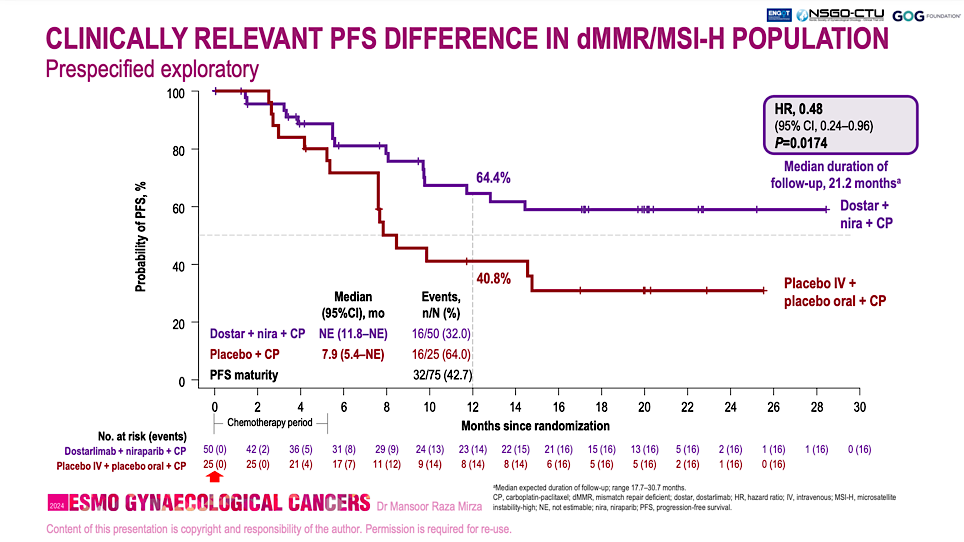 ENGOT NSGO-CTU GOG FOUNDATION
CLINICALLY RELEVANT PFS DIFFERENCE IN dMMR/MSI-H POPULATION
Prespecified exploratory
Probability of PFS, %
100
80
60
40
20
0
HR, 0.48
(95% CI, 0.24–0.96)
P=0.0174
Median duration of
follow-up, 21.2 monthsᵃ
64.4%
Dostar +
nira + CP
40.8%
Placebo IV +
placebo oral + CP
Median
(95%CI), mo
Events,
n/N (%)
Dostar + nira + CP NE (11.8–NE) 16/50 (32.0)
Placebo + CP 7.9 (5.4–NE) 16/25 (64.0)
PFS maturity 32/75 (42.7)
0 2 4 6 8 10 12 14 16 18 20 22 24 26 28 30
Chemotherapy period
Months since randomization
No. at risk (events)
Dostarlimab + niraparib + CP 50 (0) 42 (2) 36 (5) 31 (8) 29 (9) 24 (13) 23 (14) 22 (15) 21 (16) 15 (16) 13 (16) 5 (16) 2 (16) 1 (16) 1 (16) 0 (16)
Placebo IV + placebo oral + CP 25 (0) 25 (0) 21 (4) 17 (7) 11 (12) 9 (14) 8 (14) 8 (14) 6 (16) 5 (16) 5 (16) 2 (16) 1 (16) 0 (16)
ᵃMedian expected duration of follow-up; range 17.7–30.7 months.
CP, carboplatin-paclitaxel; dMMR, mismatch repair deficient; dostar, dostarlimab; HR, hazard ratio; IV, intravenous; MSI-H, microsatellite
instability-high; NE, not estimable; nira, niraparib; PFS, progression-free survival.
2024 ESMO GYNAECOLOGICAL CANCERS Dr Mansoor Raza Mirza
Content of this presentation is copyright and responsibility of the author. Permission is required for re-use.